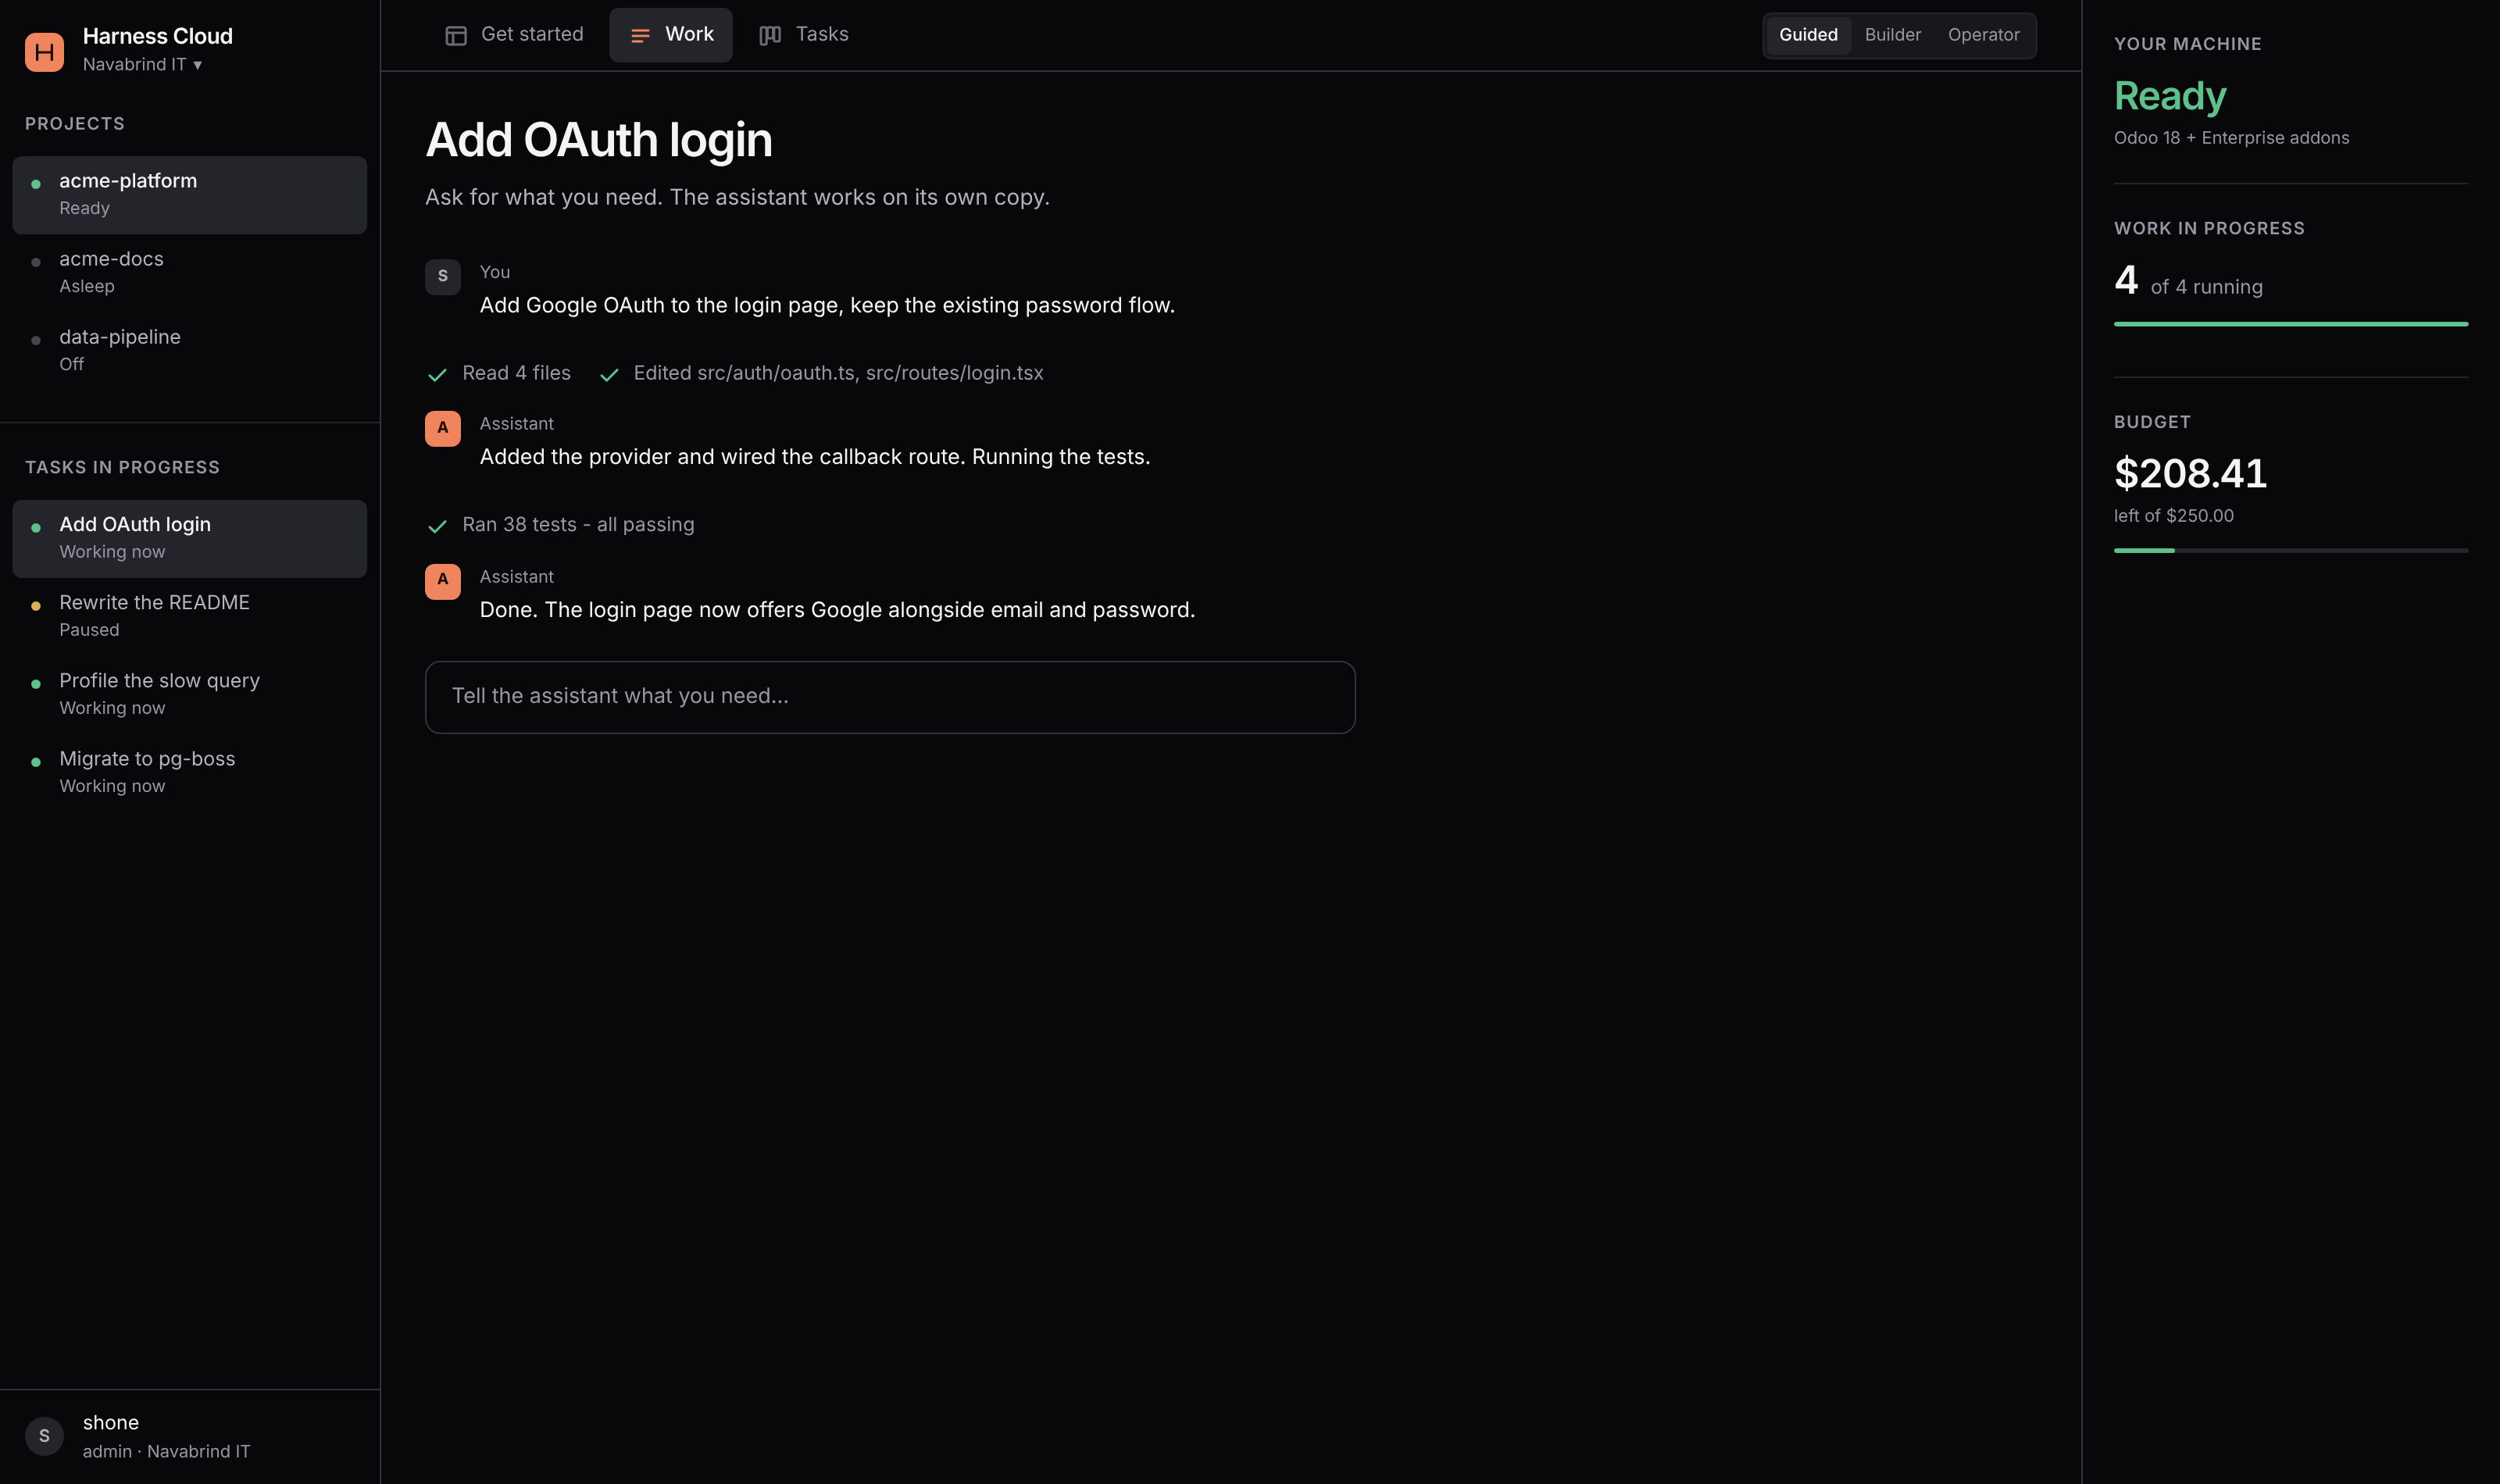 Harness Cloud
Navabrind IT ▾
PROJECTS
acme-platform
Ready
acme-docs
Asleep
data-pipeline
Off
TASKS IN PROGRESS
Add OAuth login
Working now
Rewrite the README
Paused
Profile the slow query
Working now
Migrate to pg-boss
Working now
S
shone
admin · Navabrind IT
Get started
Work
Tasks
Guided
Builder
Operator
Add OAuth login
Ask for what you need. The assistant works on its own copy.
S
You
Add Google OAuth to the login page, keep the existing password flow.
Read 4 files
Edited src/auth/oauth.ts, src/routes/login.tsx
A
Assistant
Added the provider and wired the callback route. Running the tests.
Ran 38 tests - all passing
A
Assistant
Done. The login page now offers Google alongside email and password.
Tell the assistant what you need...
YOUR MACHINE
Ready
Odoo 18 + Enterprise addons
WORK IN PROGRESS
4 of 4 running
BUDGET
$208.41
left of $250.00